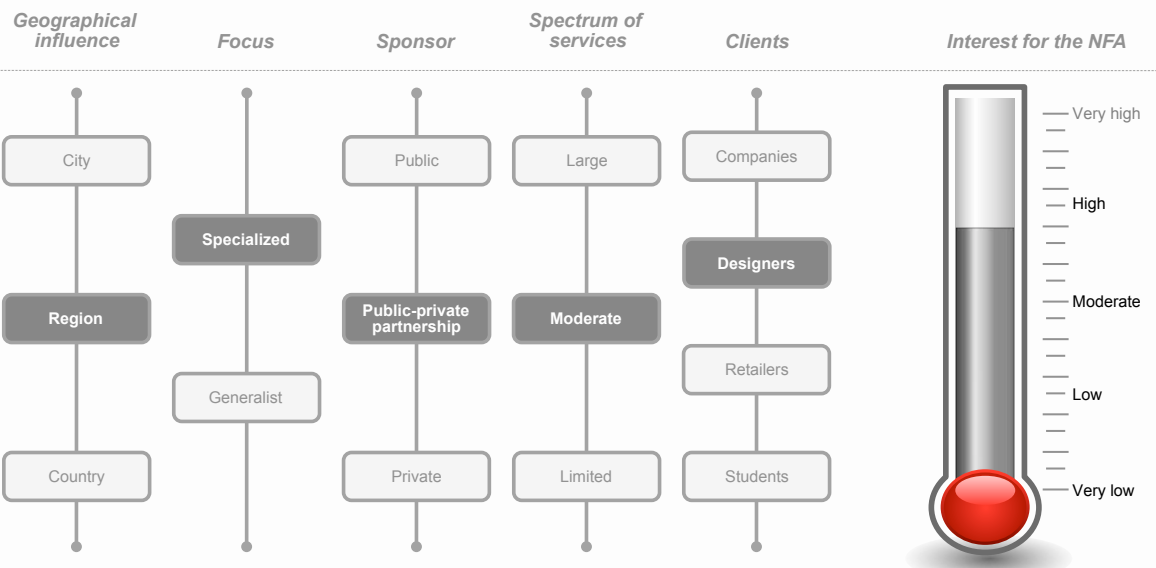 Geographical
influence
Focus
Sponsor
Spectrum of
services
Clients
Interest for the NFA
City
Region
Country
Specialized
Generalist
Public
Public-private
partnership
Private
Large
Moderate
Limited
Companies
Designers
Retailers
Students
Very high
High
Moderate
Low
Very low